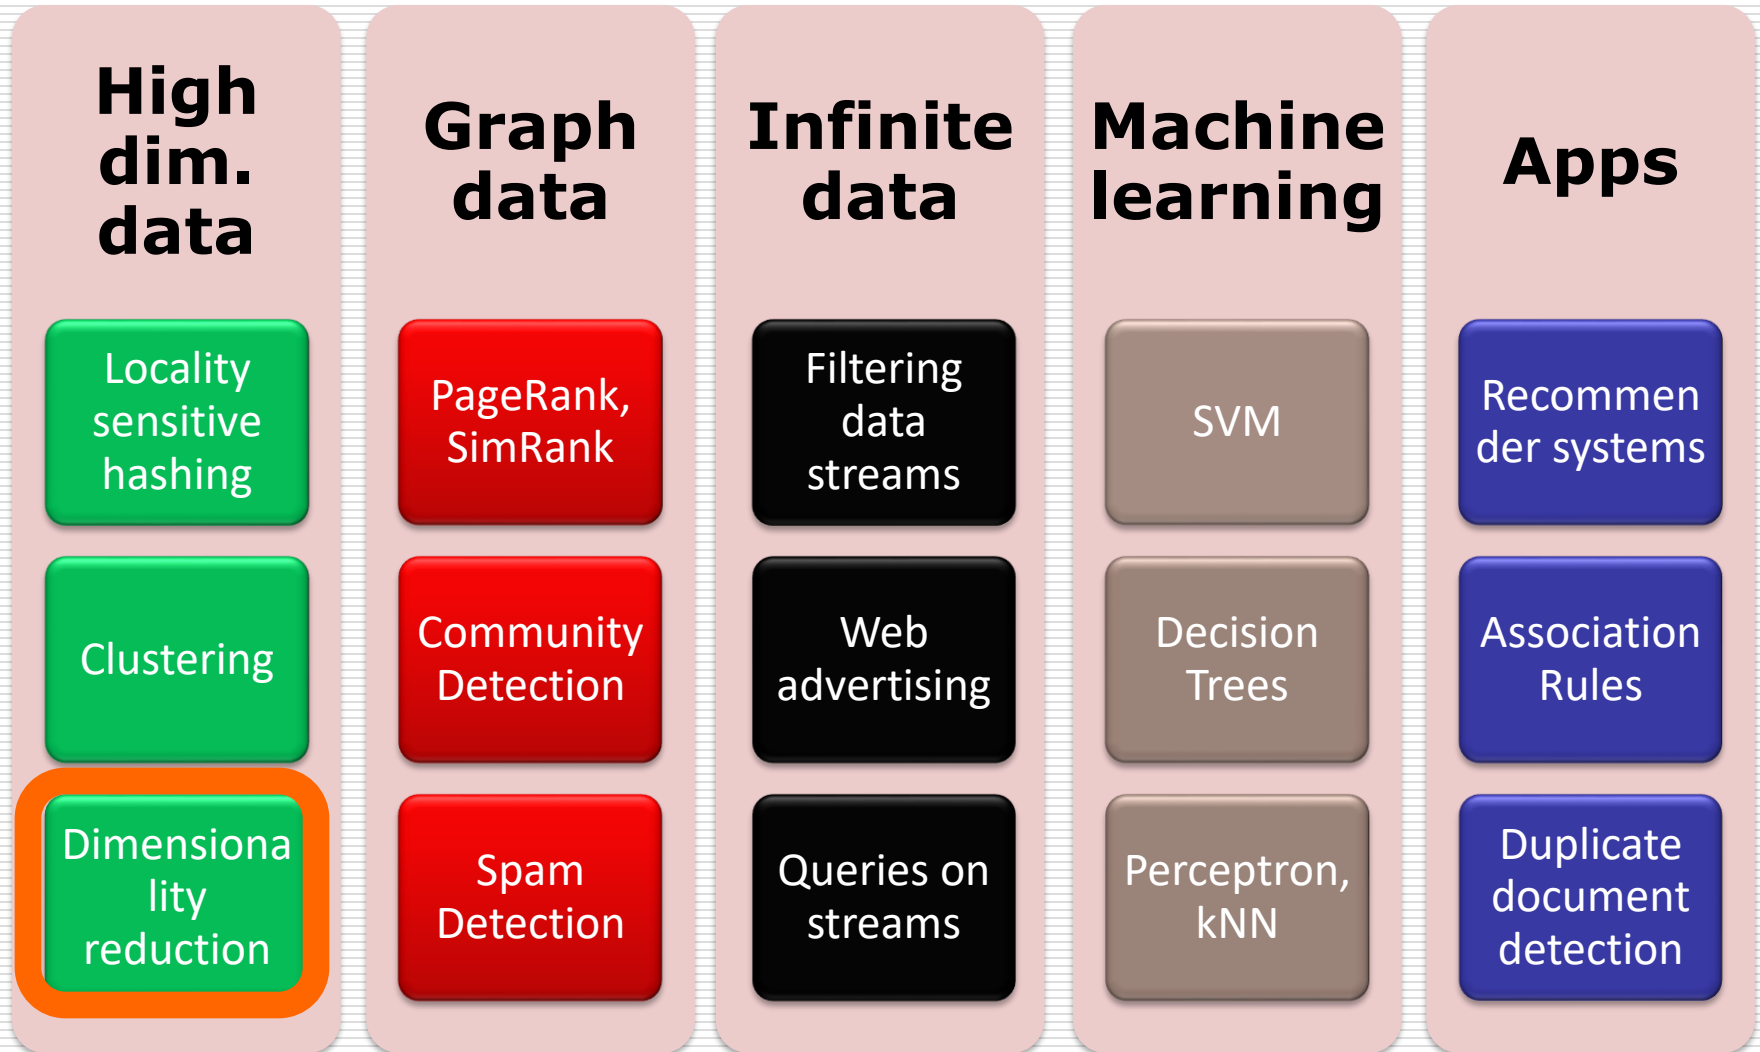 High
dim.
data
Locality
sensitive
hashing
Clustering
Dimensiona
lity
reduction
Graph
data
PageRank,
SimRank
Community
Detection
Spam
Detection
Infinite
data
Filtering
data
streams
Web
advertising
Queries on
streams
Machine
learning
SVM
Decision
Trees
Perceptron,
kNN
Apps
Recommen
der systems
Association
Rules
Duplicate
document
detection